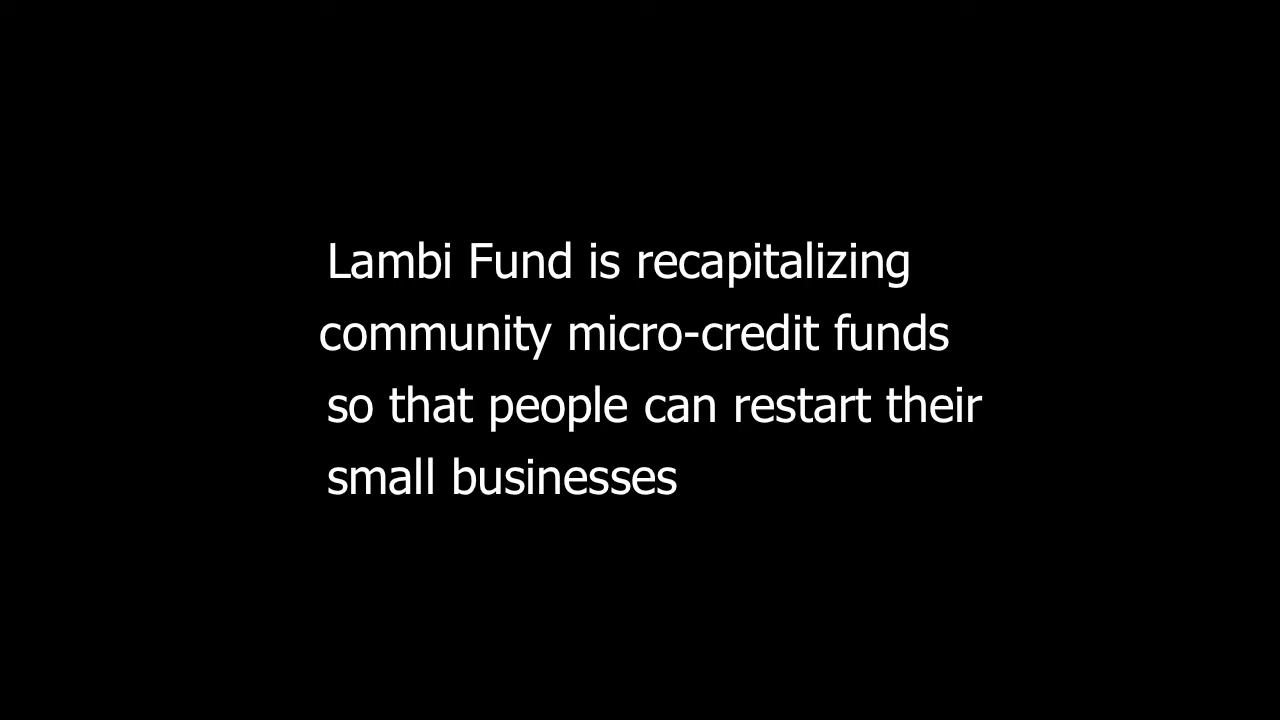 Lambi Fund is recapitalizing
community micro-credit funds
so that people can restart their
small businesses